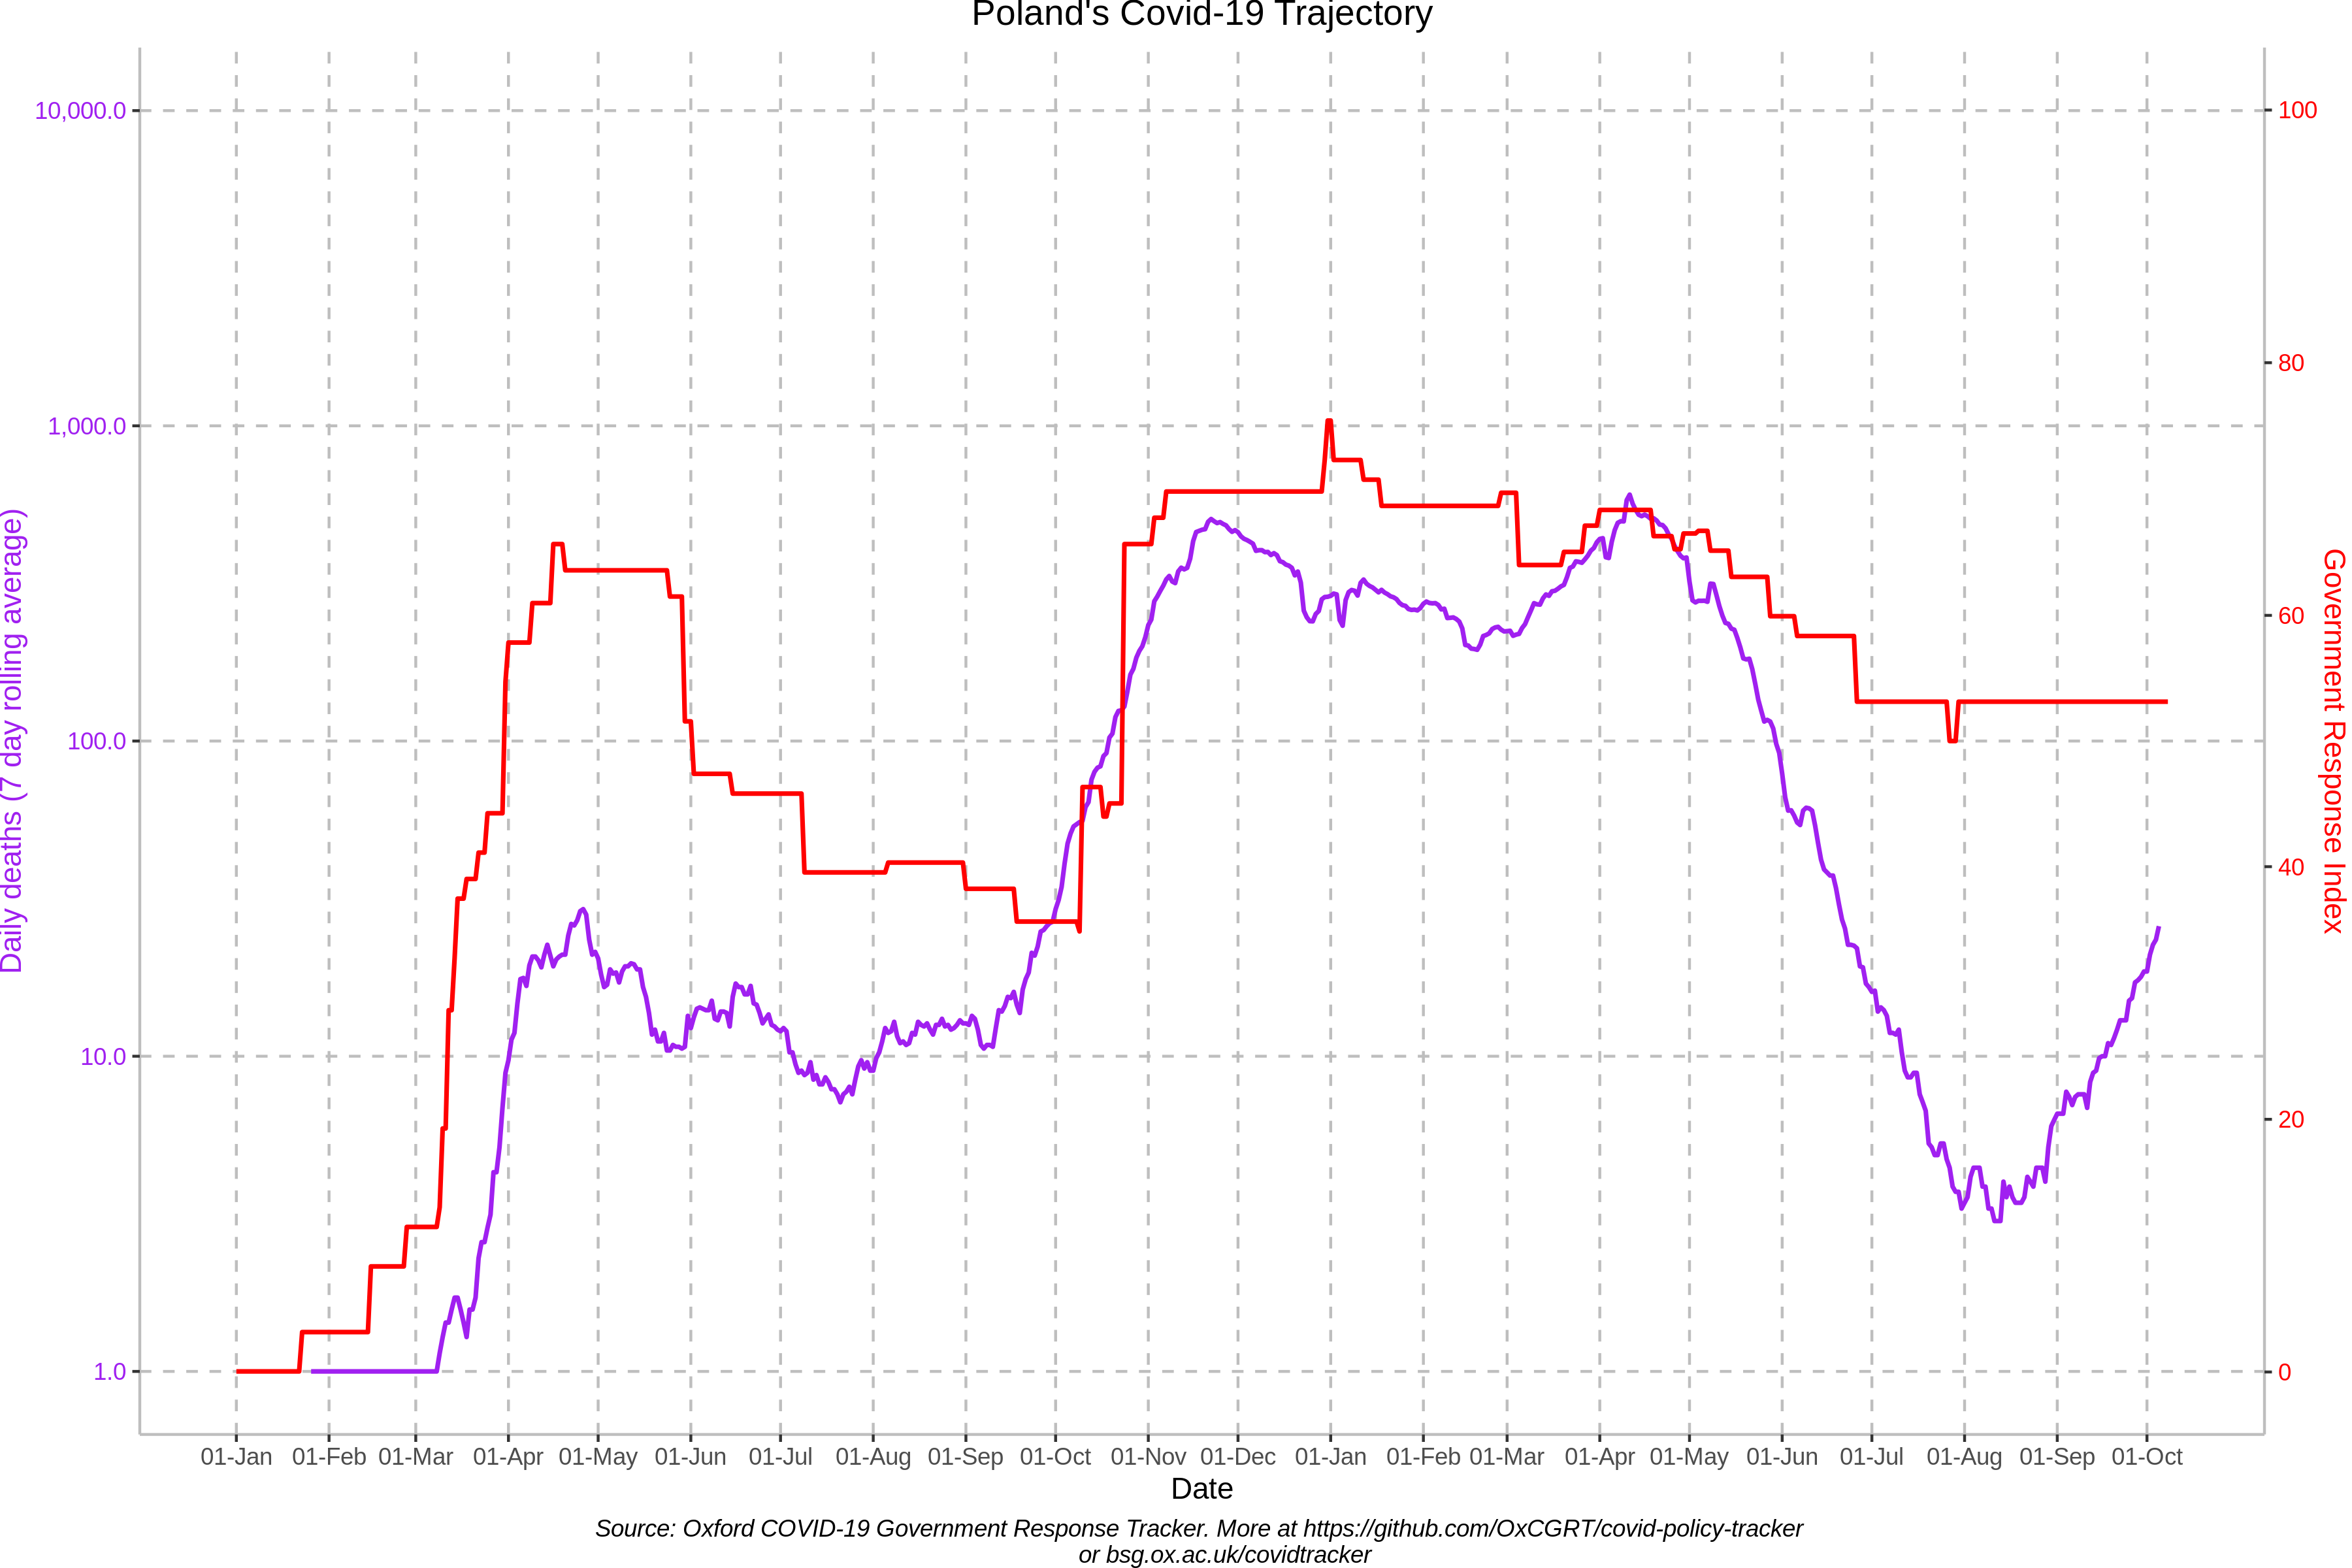 Poland's Covid-19 Trajectory
10,000.0
1,000.0
100.0
10.0
1.0
Daily deaths (7 day rolling average)
100
80
60
40
20
0
Government Response Index
01-Jan 01-Feb 01-Mar 01-Apr 01-May 01-Jun 01-Jul 01-Aug 01-Sep 01-Oct 01-Nov 01-Dec 01-Jan 01-Feb 01-Mar 01-Apr 01-May 01-Jun 01-Jul 01-Aug 01-Sep 01-Oct
Date
Source: Oxford COVID-19 Government Response Tracker. More at https://github.com/OxCGRT/covid-policy-tracker
or bsg.ox.ac.uk/covidtracker